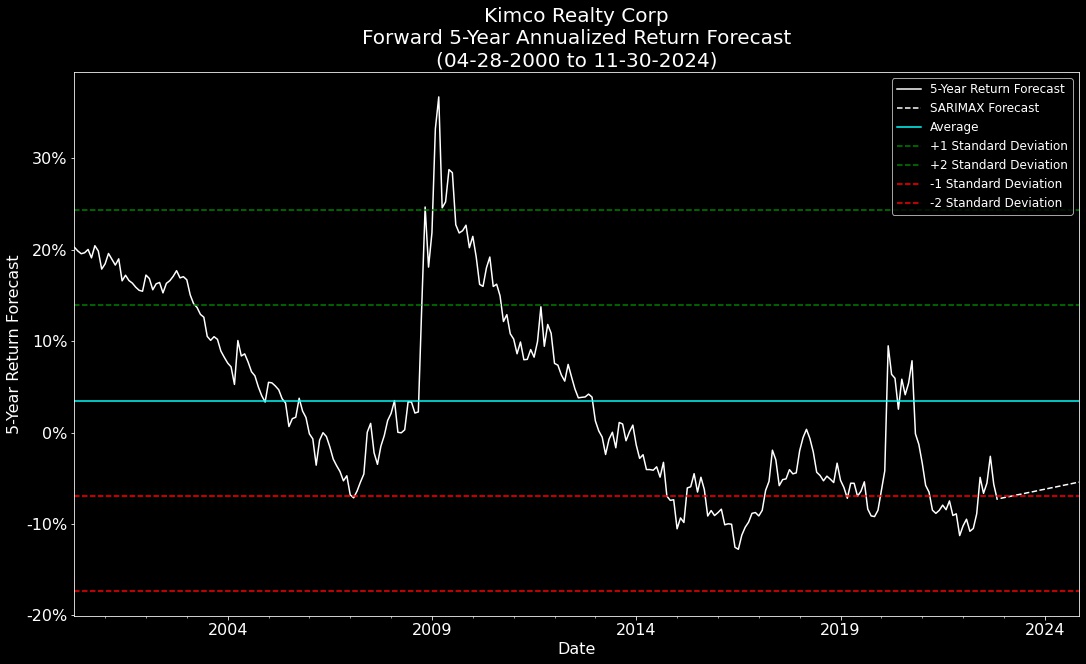 Kimco Realty Corp
Forward 5-Year Annualized Return Forecast
(04-28-2000 to 11-30-2024)
5-Year Return Forecast
SARIMAX Forecast
Average
+1 Standard Deviation
+2 Standard Deviation
-1 Standard Deviation
-2 Standard Deviation
5-Year Return Forecast
30%
20%
10%
0%
-10%
-20%
2004
2009
2014
2019
2024
Date